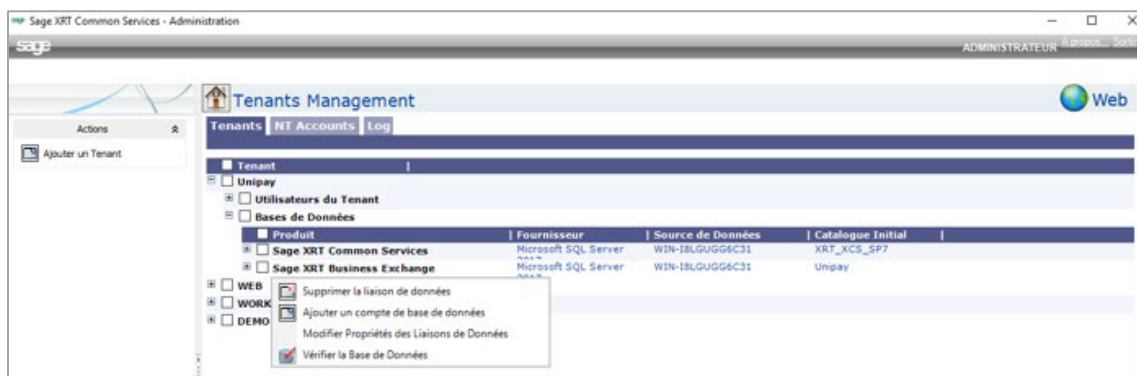 Sage XRT Common Services - Administration
sage
ADMINISTRATEUR A propos...
Tenants Management
Web
Actions
Tenants NT Accounts Log
Ajouter un Tenant
Tenant
Unipay
Utilisateurs du Tenant
Bases de Données
Produit Fournisseur Source de Données Catalogue Initial
Sage XRT Common Services Microsoft SQL Server WIN-I8LGUGG6C31 XRT_XCS_SP7
Sage XRT Business Exchange Microsoft SQL Server WIN-I8LGUGG6C31 Unipay
WEB
Supprimer la liaison de données
WORK
Ajouter un compte de base de données
DEMO
Modifier Propriétés des Liaisons de Données
Vérifier la Base de Données